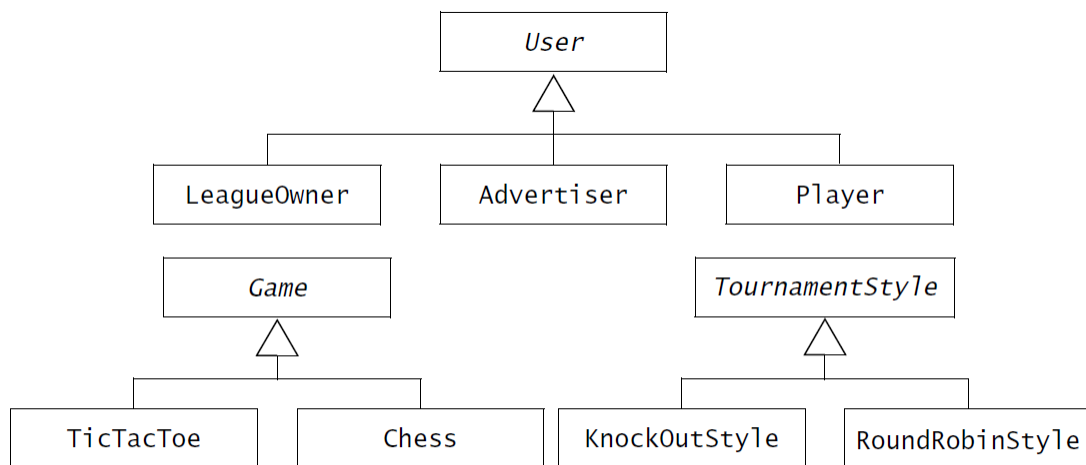 User
LeagueOwner
Advertiser
Player
Game
TournamentStyle
TicTacToe
Chess
KnockOutStyle
RoundRobinStyle